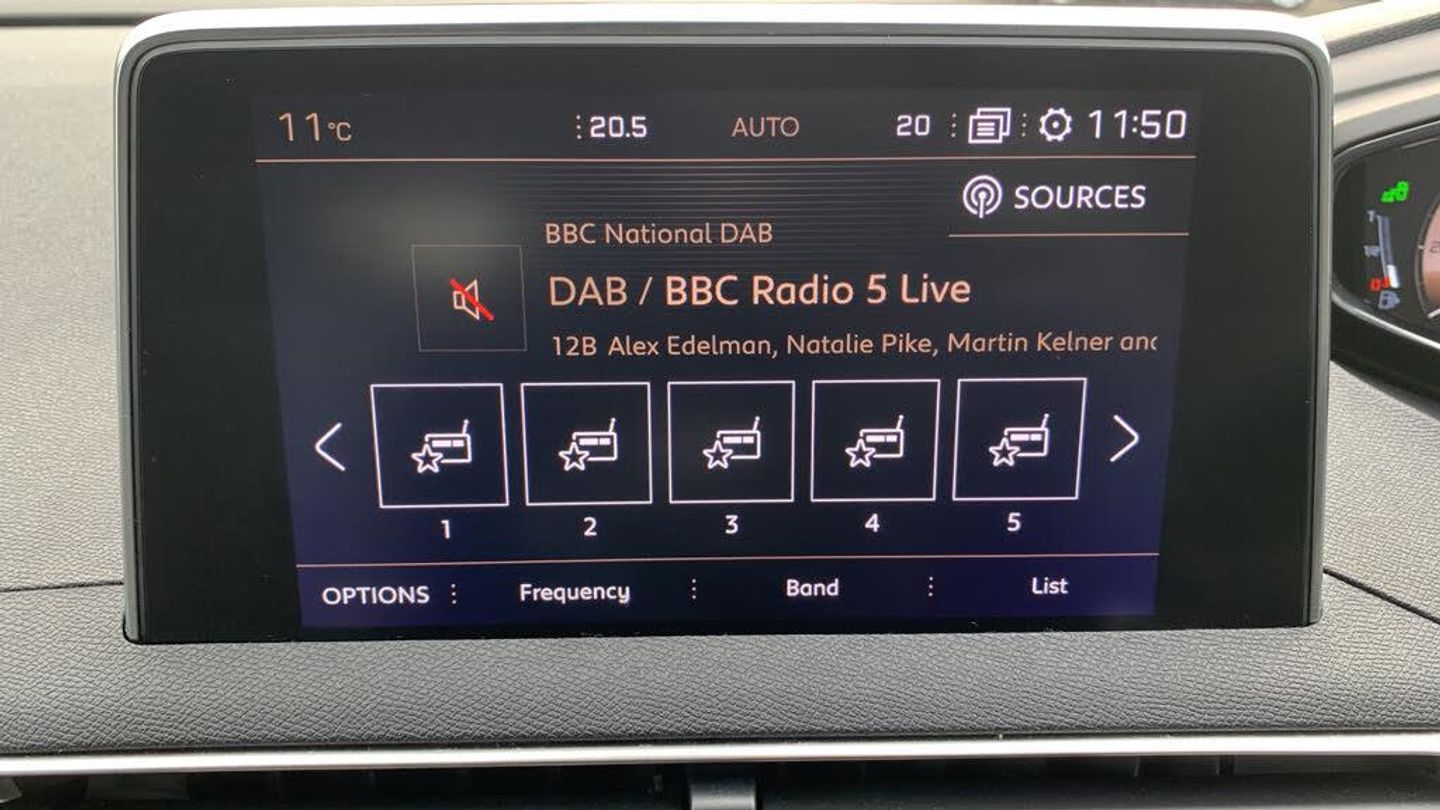 11°C 20.5 AUTO 20 11:50
SOURCES
BBC National DAB
DAB / BBC Radio 5 Live
12B Alex Edelman, Natalie Pike, Martin Kelner and
1 2 3 4 5
OPTIONS Frequency Band List